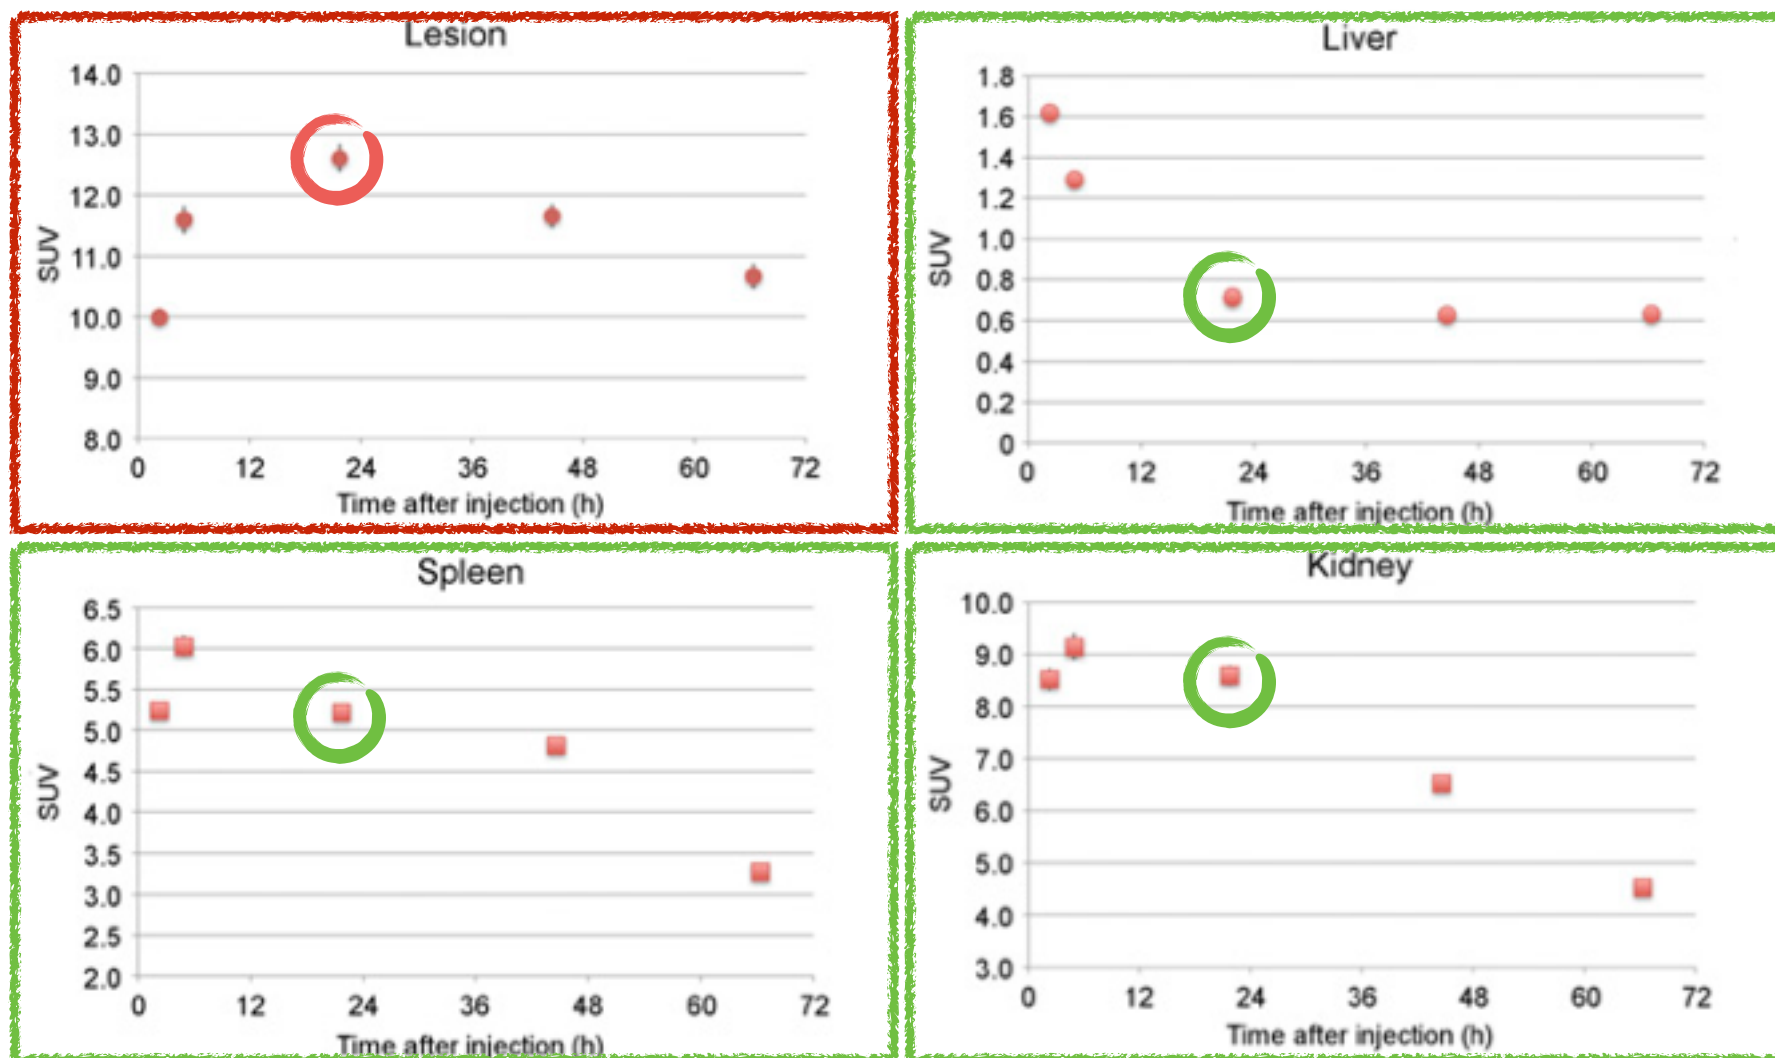 Lesion
14.0
13.0
12.0
11.0
10.0
9.0
8.0
SUV
0 12 24 36 48 60 72
Time after injection (h)
Liver
1.8
1.6
1.4
1.2
1.0
0.8
0.6
0.4
0.2
0
SUV
0 12 24 36 48 60 72
Time after injection (h)
Spleen
6.5
6.0
5.5
5.0
4.5
4.0
3.5
3.0
2.5
2.0
SUV
0 12 24 36 48 60 72
Time after injection (h)
Kidney
10.0
9.0
8.0
7.0
6.0
5.0
4.0
3.0
SUV
0 12 24 36 48 60 72
Time after injection (h)